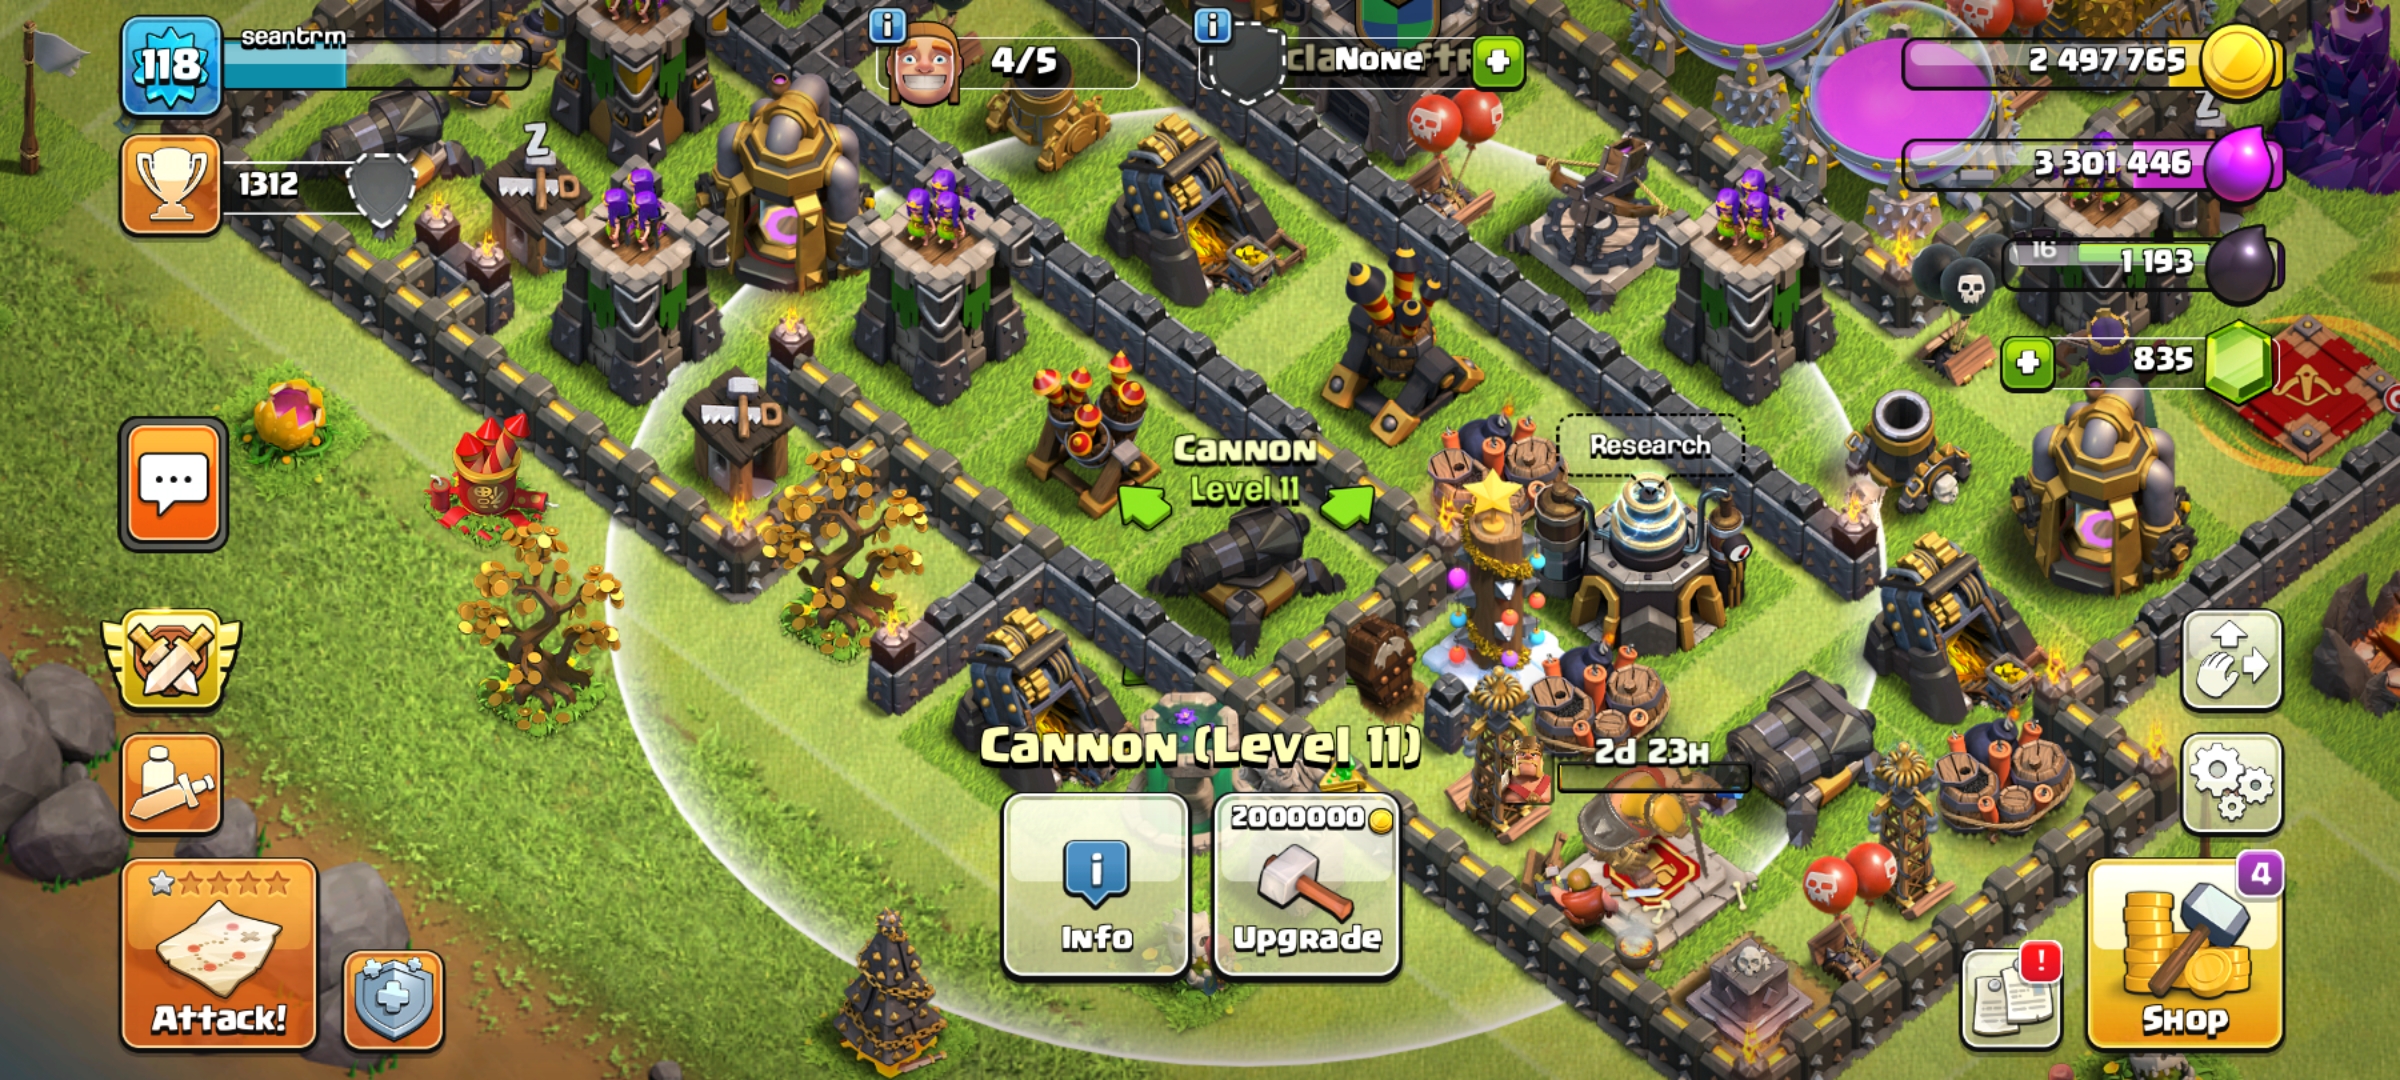 118
seantrm
i
4/5
i
None
2 497 765
1312
Z
3 301 446
Z
16
1 193
835
Cannon
Level 11
Research
Cannon (Level 11)
2d 23h
i
Info
2000000
Upgrade
Attack!
!
4
Shop